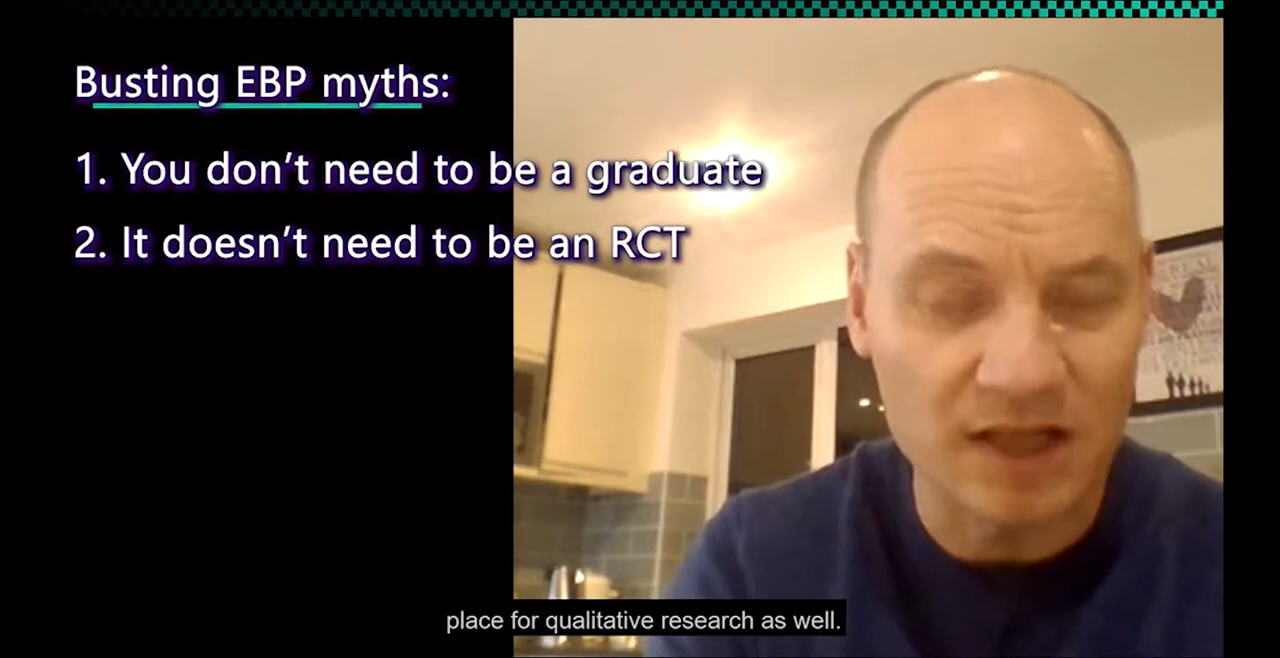 Busting EBP myths:
1. You don't need to be a graduate
2. It doesn't need to be an RCT
place for qualitative research as well.